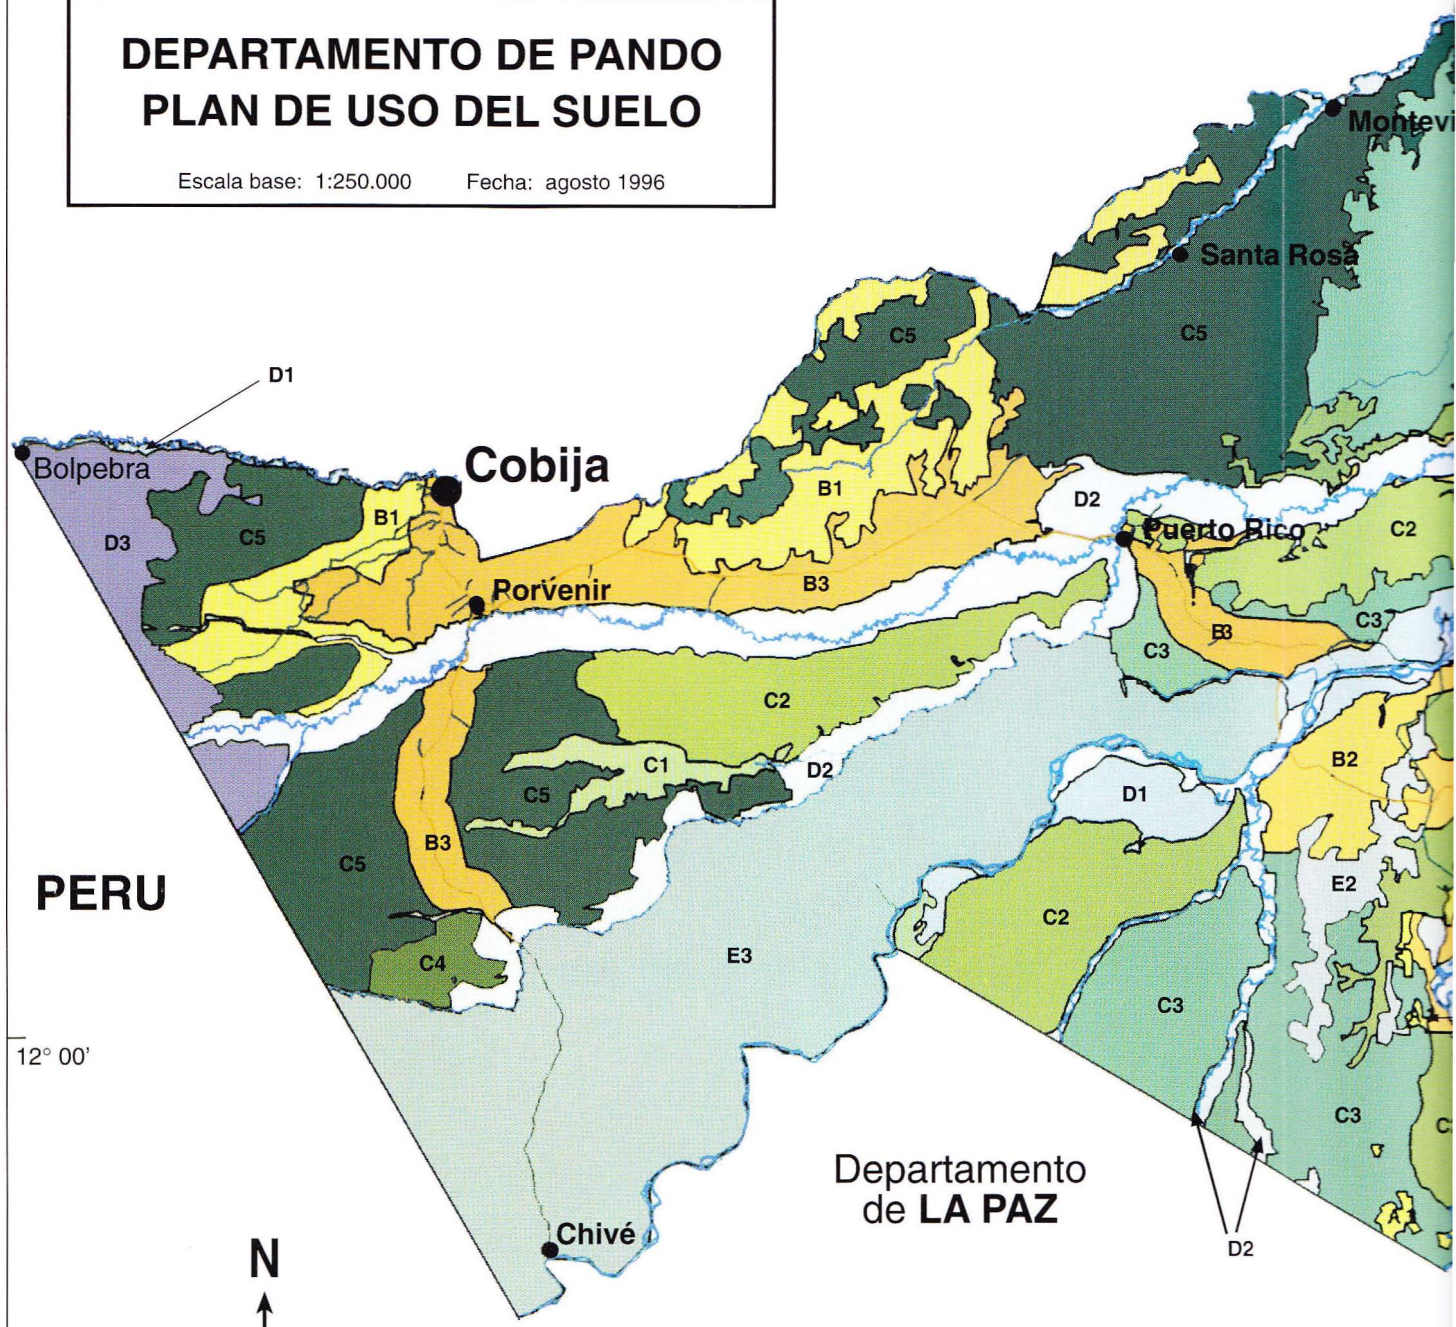 DEPARTAMENTO DE PANDO
PLAN DE USO DEL SUELO
Escala base: 1:250.000 Fecha: agosto 1996
Montevi
Santa Rosa
C5
C5
D1
Bolpebra
Cobija
B1
B1
D2
Puerto Rico
C2
D3
C5
Porvenir
B3
B3
C3
C3
C2
C1
D2
B2
C5
D1
B3
C5
PERU
E2
C2
C4
E3
C3
A
12° 00'
C3
C
Departamento
de LA PAZ
A
Chivé
D2
N